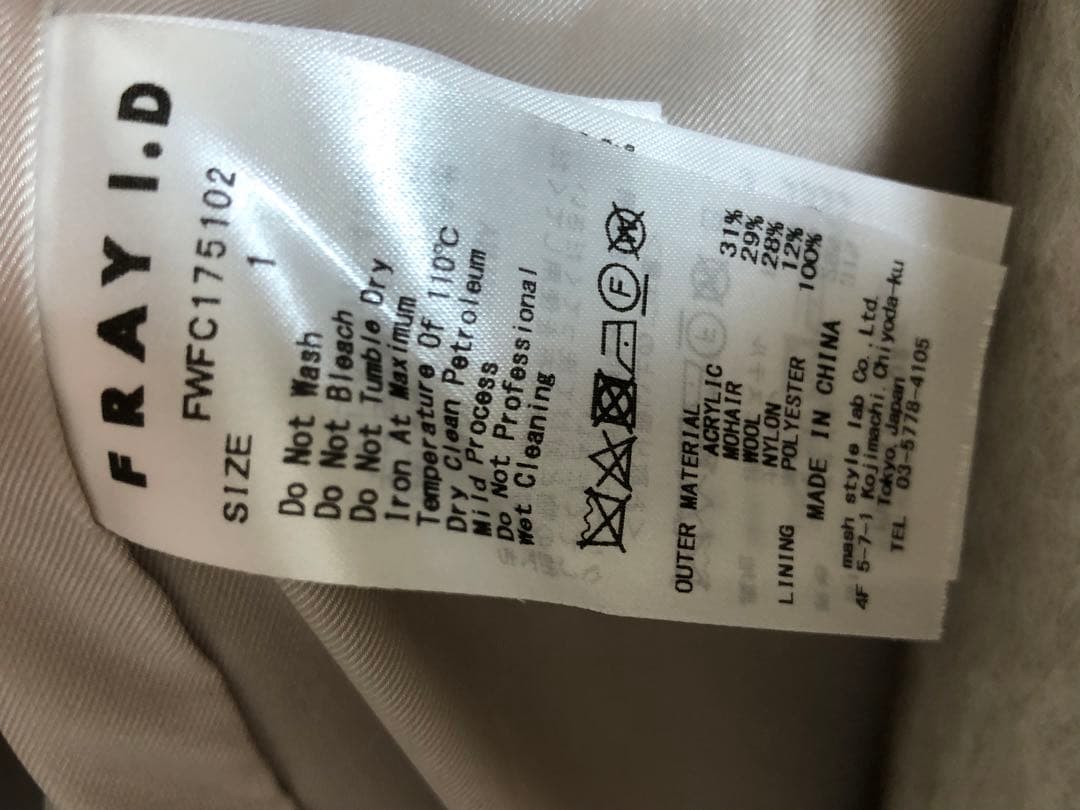 FRAY I.D
FWFC175102
SIZE 1
Do Not Wash
Do Not Bleach
Do Not Tumble Dry
Iron At Maximum
Temperature Of 110℃
Dry Clean Petroleum
Mild Process
Do Not Professional
Wet Cleaning
F
W
OUTER MATERIAL
ACRYLIC 31%
MOHAIR 29%
WOOL 28%
NYLON 12%
LINING POLYESTER 100%
MADE IN CHINA
mash style lab Co.,Ltd.
4F 5-7-1 Kojimachi, Chiyoda-ku
Tokyo, Japan
TEL 03-5778-4105